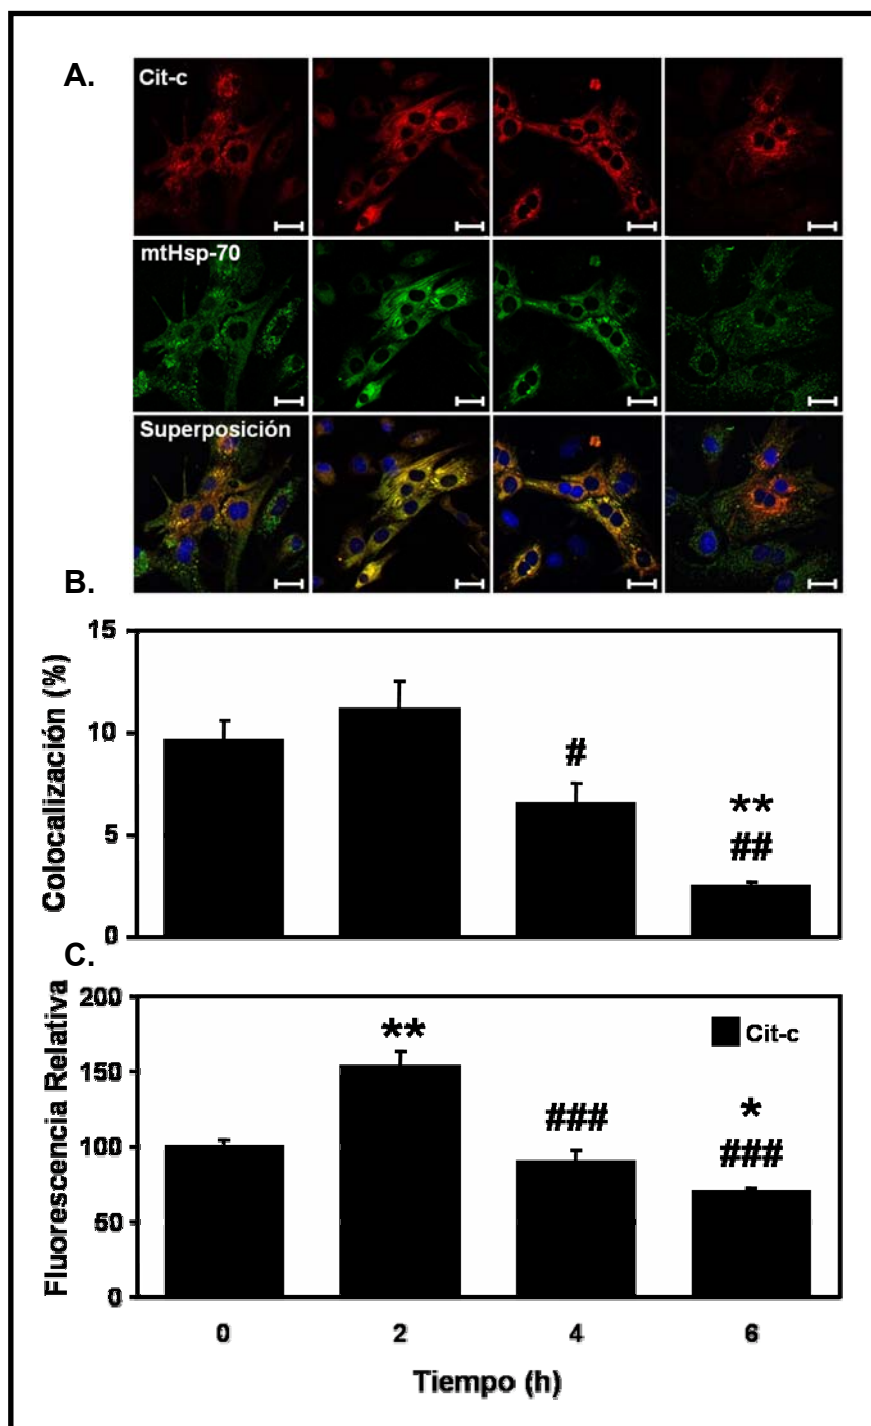 A.
Cit-c
mtHsp-70
Superposición
B.
Colocalización (%)
15
10
5
0
#
**
##
C.
Fluorescencia Relativa
200
150
100
50
0
**
###
*
###
Cit-c
0 2 4 6
Tiempo (h)